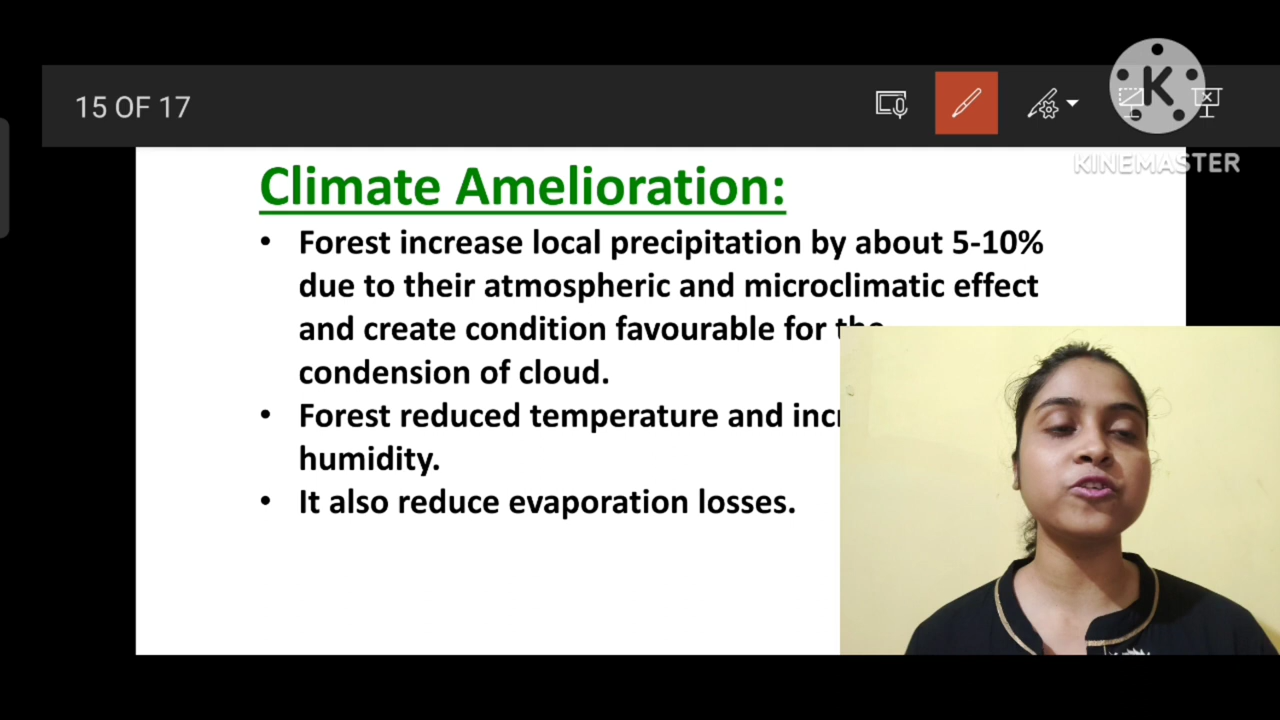 15 OF 17
K
KINEMASTER
Climate Amelioration:
• Forest increase local precipitation by about 5-10%
due to their atmospheric and microclimatic effect
and create condition favourable for the
condension of cloud.
• Forest reduced temperature and
humidity.
• It also reduce evaporation losses.